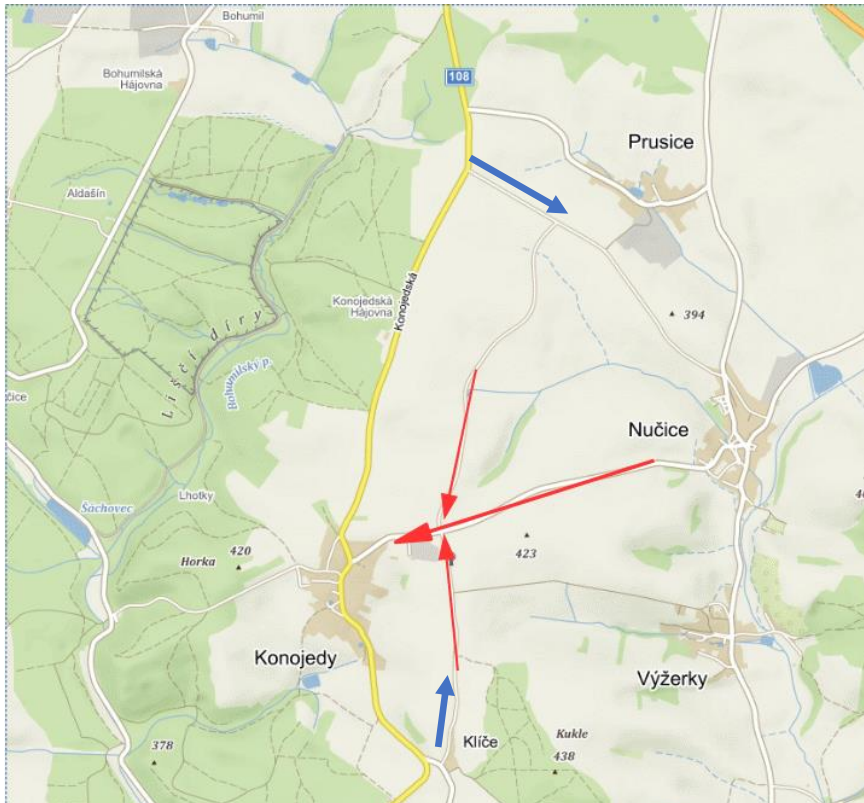 Bohumil
Bohumilská
Hájovna
108
Prusice
Aldašín
Konojedská
Hájovna
Konojedská
394
Liščí díry
Bohumilský p.
čice
Nučice
Lhotky
Šachovec
Horka
420
423
Konojedy
Výžerky
378
Klíče
Kukle
438